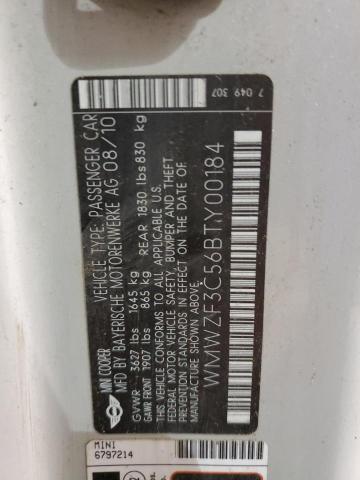 MINI COOPER VEHICLE TYPE: PASSENGER CAR
MFD BY BAYERISCHE MOTORENWERKE AG 08/10
GVWR 3627 lbs 1645 kg
GAWR FRONT 1907 lbs 865 kg REAR 1830 lbs 830 kg
THIS VEHICLE CONFORMS TO ALL APPLICABLE U.S.
FEDERAL MOTOR VEHICLE SAFETY, BUMPER AND THEFT
PREVENTION STANDARDS IN EFFECT ON THE DATE OF
MANUFACTURE SHOWN ABOVE.
WMWZF3C56BTY00184
7 049 307
MINI
6797214